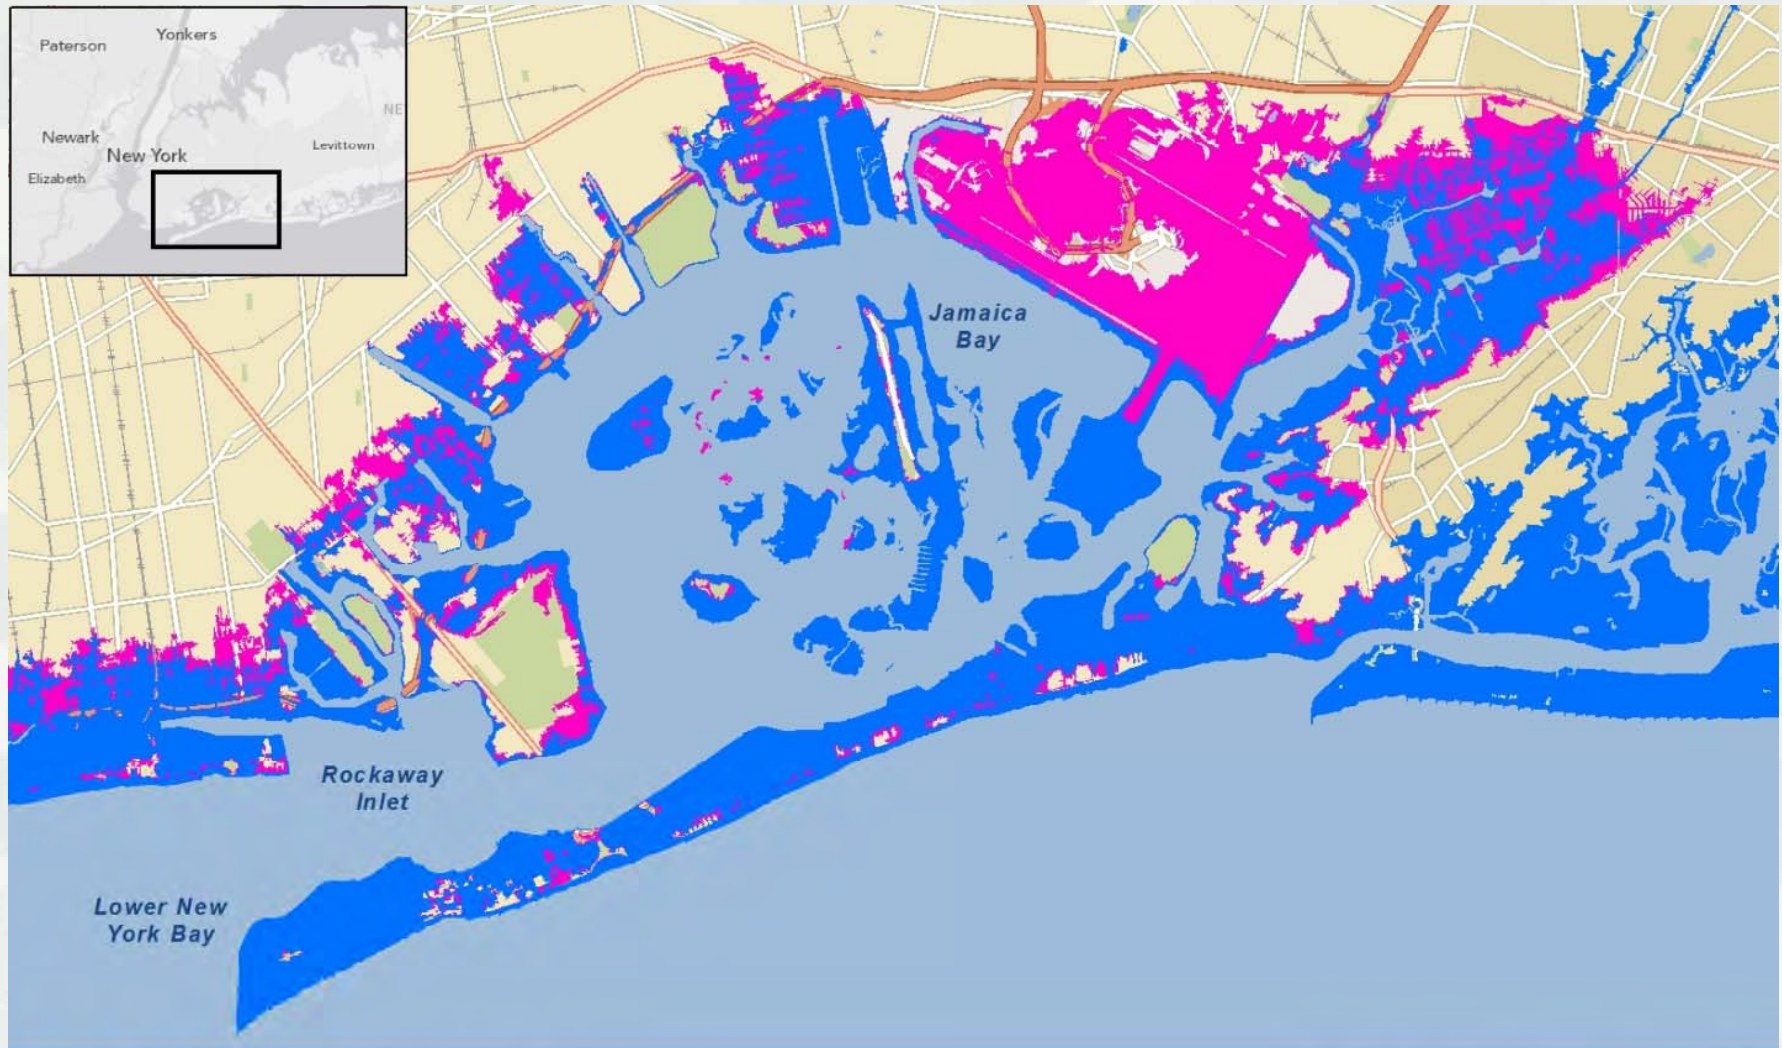 Paterson
Yonkers
NE
Newark
New York
Levittown
Elizabeth
Jamaica
Bay
Rockaway
Inlet
Lower New
York Bay